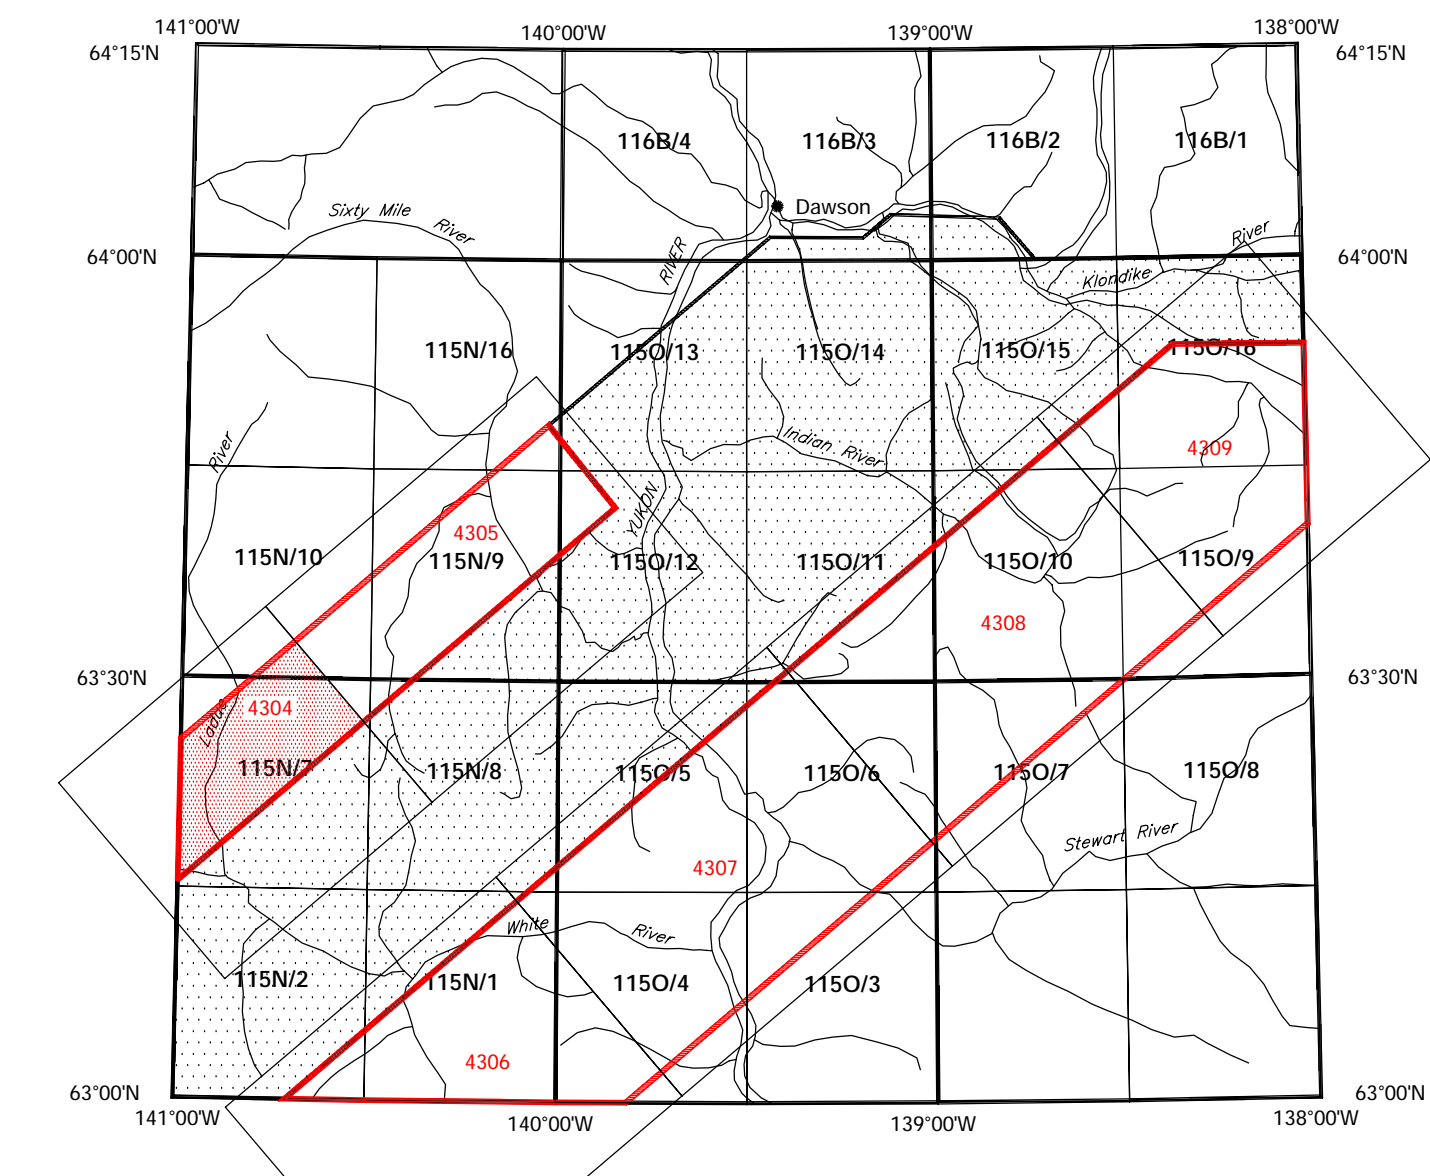 141°00'W
140°00'W
139°00'W
138°00'W
64°15'N
64°15'N
116B/4
116B/3
116B/2
116B/1
Dawson
Sixty Mile
River
RIVER
River
64°00'N
64°00'N
Klondike
115N/16
115O/13
115O/14
115O/15
115O/16
River
Indian River
4309
YUKON
4305
115N/10
115N/9
115O/12
115O/11
115O/10
115O/9
4308
63°30'N
63°30'N
Ladue
4304
115N/7
115N/8
115O/5
115O/6
115O/7
115O/8
Stewart River
4307
White
River
115N/2
115N/1
115O/4
115O/3
4306
63°00'N
63°00'N
141°00'W
140°00'W
139°00'W
138°00'W